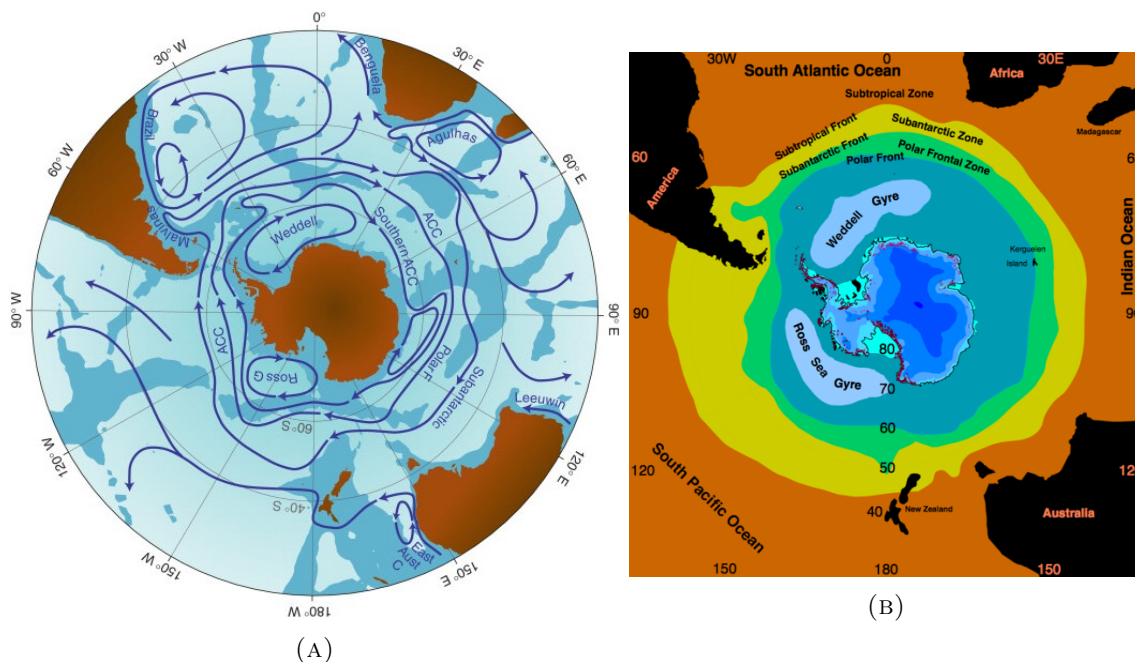 0°
30° W
30° E
60° W
60° E
90° W
90° E
120° W
120° E
150° W
150° E
180° W
Benguela
Brazil
Agulhas
Malvinas
Weddell
Southern ACC
ACC
ACC
Ross G
Polar F
Subantarctic
Leeuwin
60° S
40° S
East
Aust
C
(A)
30W
0
30E
South Atlantic Ocean
Africa
Subtropical Zone
Madagascar
Subtropical Front
Subantarctic Zone
Subantarctic Front
Polar Frontal Zone
Polar Front
60
6
America
Weddell Gyre
Kerguelen
Island
Indian Ocean
90
90
Ross Sea Gyre
80
70
60
50
40
120
12
South Pacific Ocean
New Zealand
Australia
150
180
150
(B)